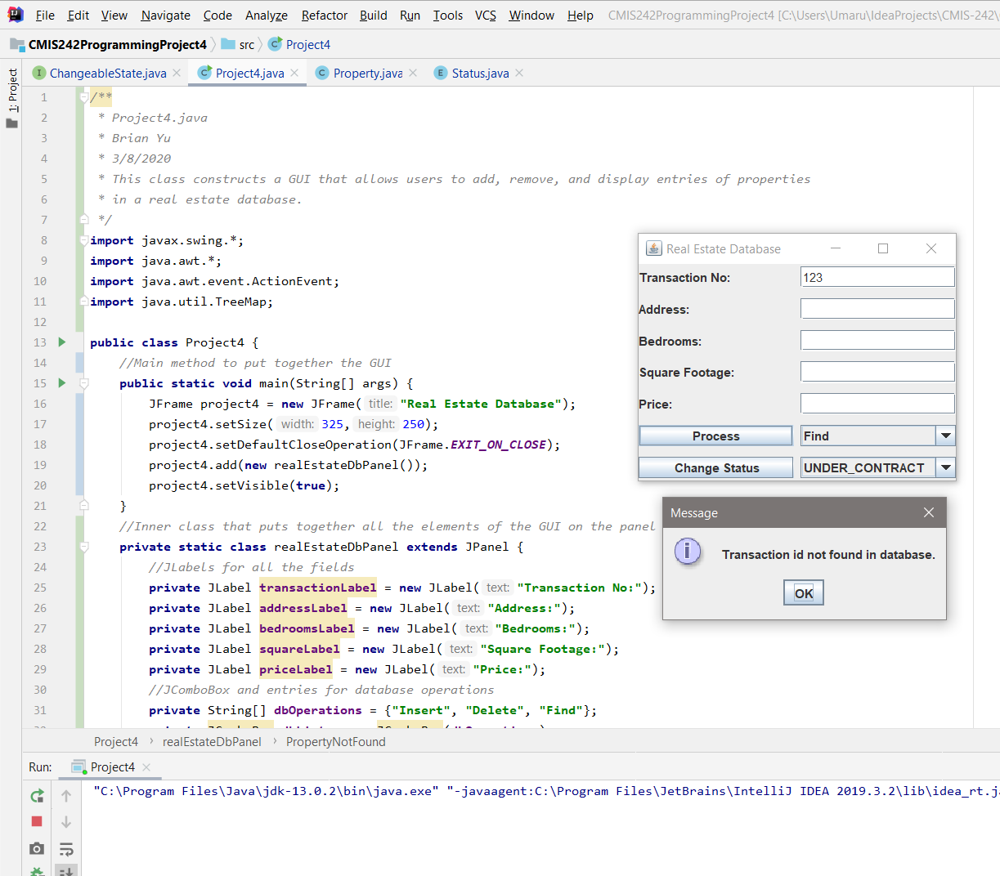 File Edit View Navigate Code Analyze Refactor Build Run Tools VCS Window Help CMIS242ProgrammingProject4 [C:\Users\Umaru\IdeaProjects\CMIS-242\
CMIS242ProgrammingProject4 src Project4
ChangeableState.java Project4.java Property.java Status.java
1: Project
1 /**
2 * Project4.java
3 * Brian Yu
4 * 3/8/2020
5 * This class constructs a GUI that allows users to add, remove, and display entries of properties
6 * in a real estate database.
7 */
8 import javax.swing.*;
9 import java.awt.*;
10 import java.awt.event.ActionEvent;
11 import java.util.TreeMap;
12
13 public class Project4 {
14 //Main method to put together the GUI
15 public static void main(String[] args) {
16 JFrame project4 = new JFrame( title: "Real Estate Database");
17 project4.setSize( width: 325, height: 250);
18 project4.setDefaultCloseOperation(JFrame.EXIT_ON_CLOSE);
19 project4.add(new realEstateDbPanel());
20 project4.setVisible(true);
21 }
22 //Inner class that puts together all the elements of the GUI on the panel
23 private static class realEstateDbPanel extends JPanel {
24 //JLabels for all the fields
25 private JLabel transactionLabel = new JLabel( text: "Transaction No:");
26 private JLabel addressLabel = new JLabel( text: "Address:");
27 private JLabel bedroomsLabel = new JLabel( text: "Bedrooms:");
28 private JLabel squareLabel = new JLabel( text: "Square Footage:");
29 private JLabel priceLabel = new JLabel( text: "Price:");
30 //JComboBox and entries for database operations
31 private String[] dbOperations = {"Insert", "Delete", "Find"};
Real Estate Database
Transaction No: 123
Address:
Bedrooms:
Square Footage:
Price:
Process Find
Change Status UNDER_CONTRACT
Message
Transaction id not found in database.
OK
Project4 › realEstateDbPanel › PropertyNotFound
Run: Project4
"C:\Program Files\Java\jdk-13.0.2\bin\java.exe" "-javaagent:C:\Program Files\JetBrains\IntelliJ IDEA 2019.3.2\lib\idea_rt.j